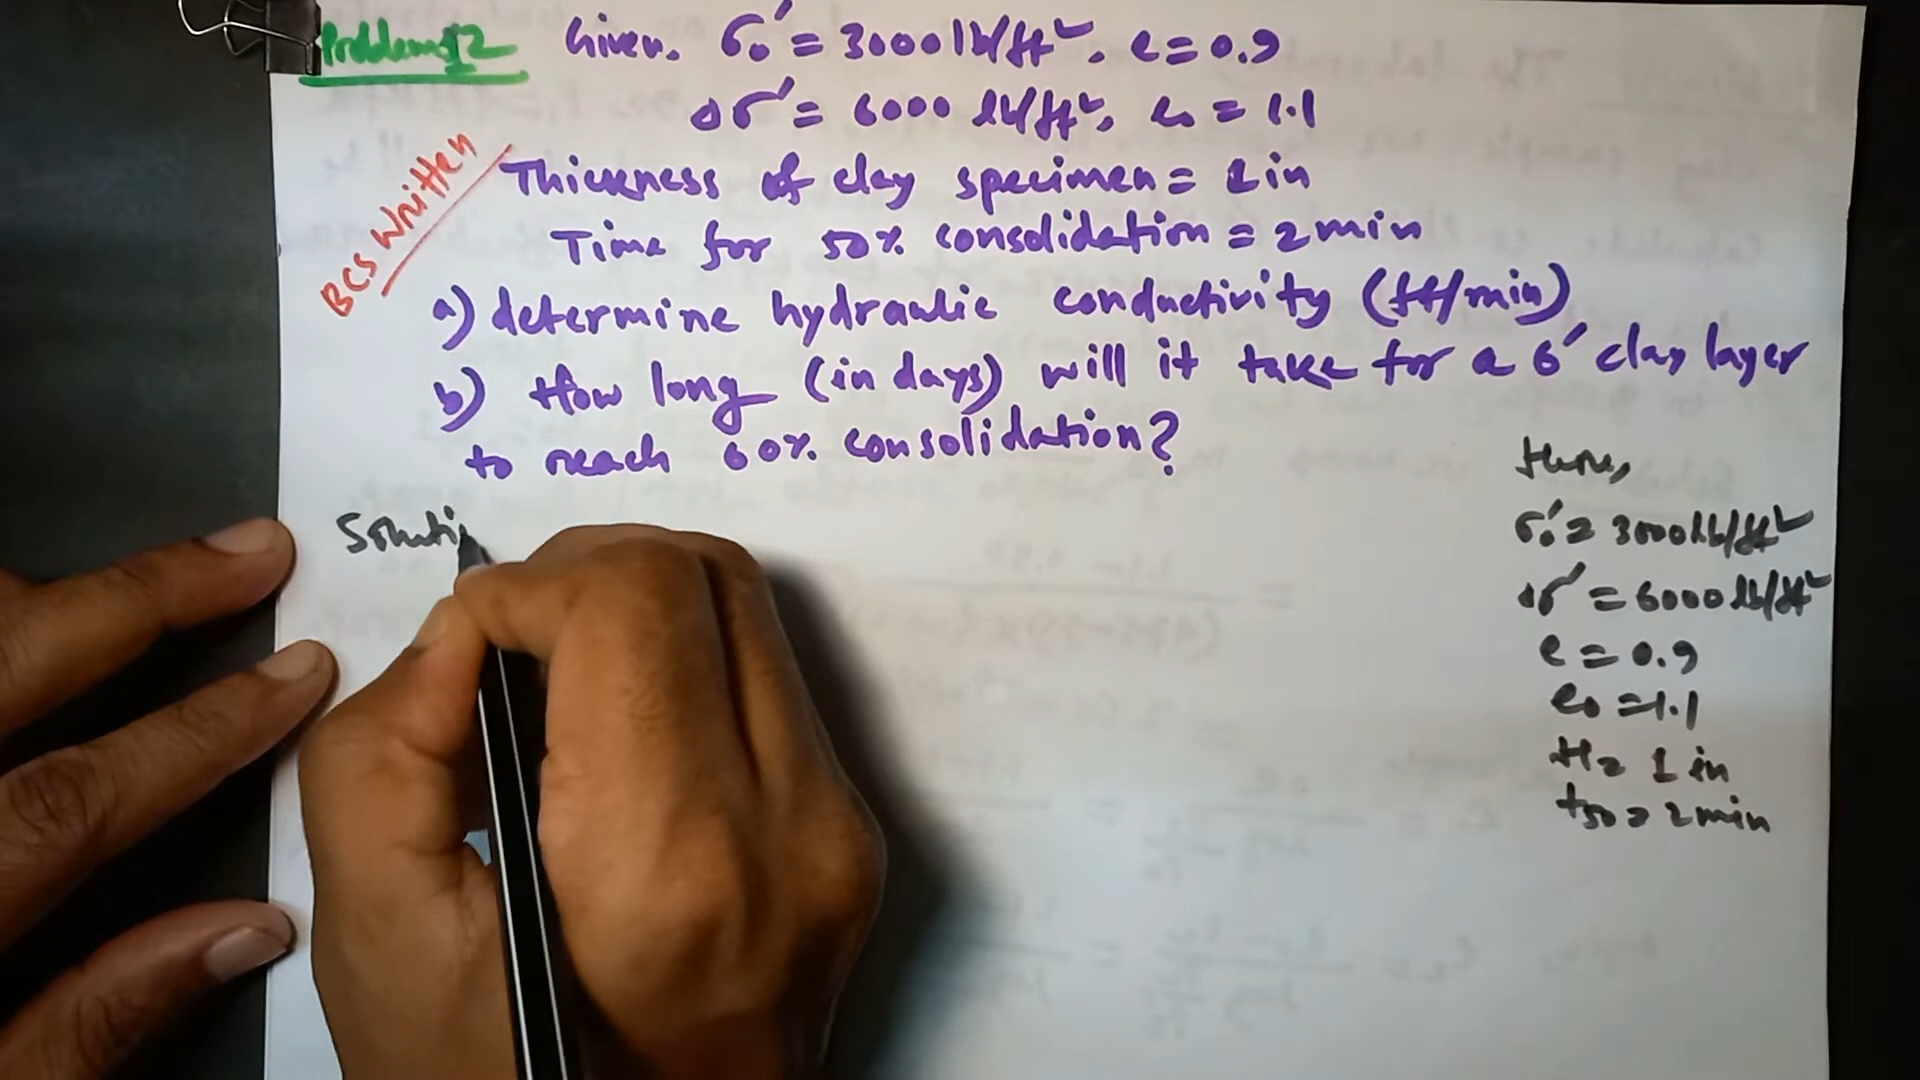 Problem 12 Given. σ₀' = 3000 lb/ft², e = 0.9
Δσ' = 6000 lb/ft², e₀ = 1.1
BCS Written
Thickness of clay specimen = 1 in
Time for 50% consolidation = 2 min
a) determine hydraulic conductivity (ft/min)
b) How long (in days) will it take for a 6' clay layer
to reach 60% consolidation?
Soluti
Here,
σ₀' = 3000 lb/ft²
Δσ' = 6000 lb/ft²
e = 0.9
e₀ = 1.1
H = 1 in
t50 = 2 min